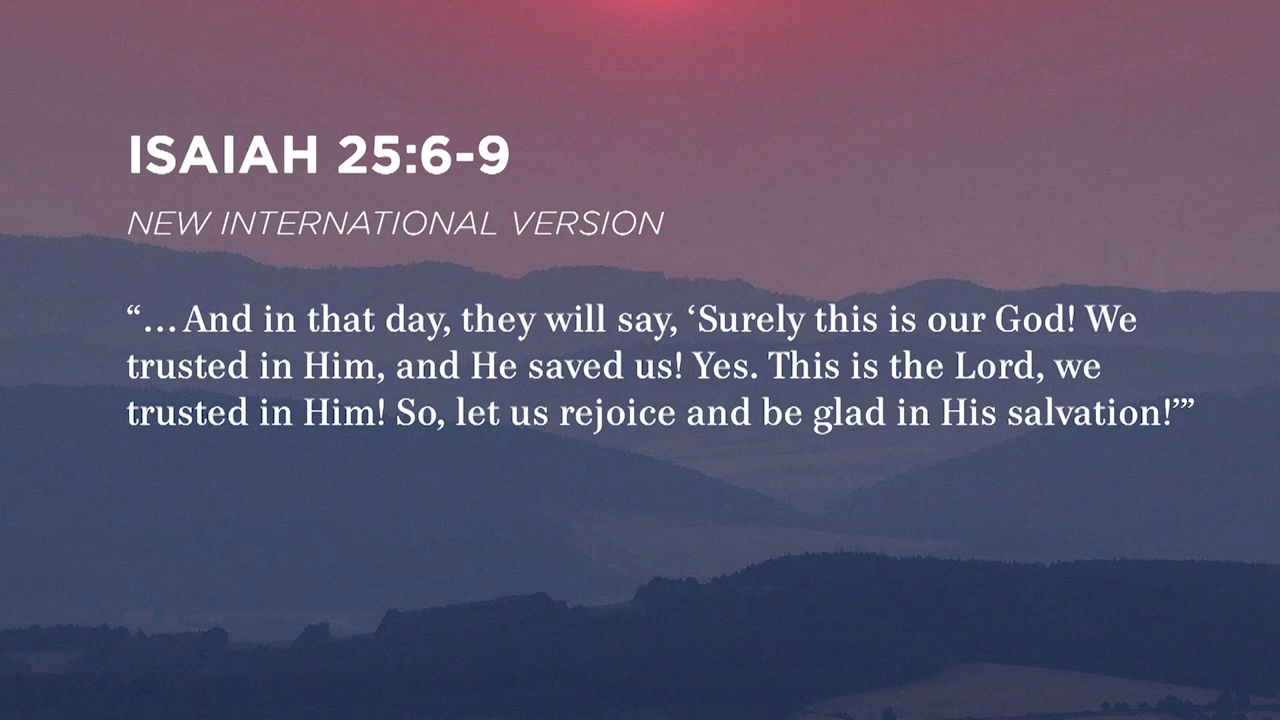 ISAIAH 25:6-9
NEW INTERNATIONAL VERSION
“…And in that day, they will say, ‘Surely this is our God! We
trusted in Him, and He saved us! Yes. This is the Lord, we
trusted in Him! So, let us rejoice and be glad in His salvation!’”